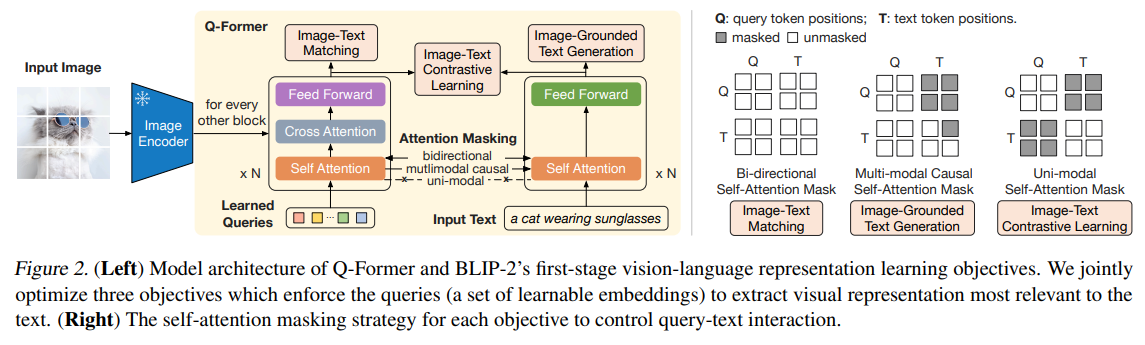 Q-Former
Image-Text
Matching
Image-Text
Contrastive
Learning
Image-Grounded
Text Generation
Input Image
Image
Encoder
for every
other block
Feed Forward
Cross Attention
Self Attention
x N
Attention Masking
bidirectional
mutlimodal causal
uni-modal
Feed Forward
Self Attention
x N
Learned
Queries
...
Input Text
a cat wearing sunglasses
Q: query token positions; T: text token positions.
masked unmasked
Q T
Q
T
Bi-directional
Self-Attention Mask
Image-Text
Matching
Q T
Q
T
Multi-modal Causal
Self-Attention Mask
Image-Grounded
Text Generation
Q T
Q
T
Uni-modal
Self-Attention Mask
Image-Text
Contrastive Learning
Figure 2. (Left) Model architecture of Q-Former and BLIP-2's first-stage vision-language representation learning objectives. We jointly
optimize three objectives which enforce the queries (a set of learnable embeddings) to extract visual representation most relevant to the
text. (Right) The self-attention masking strategy for each objective to control query-text interaction.